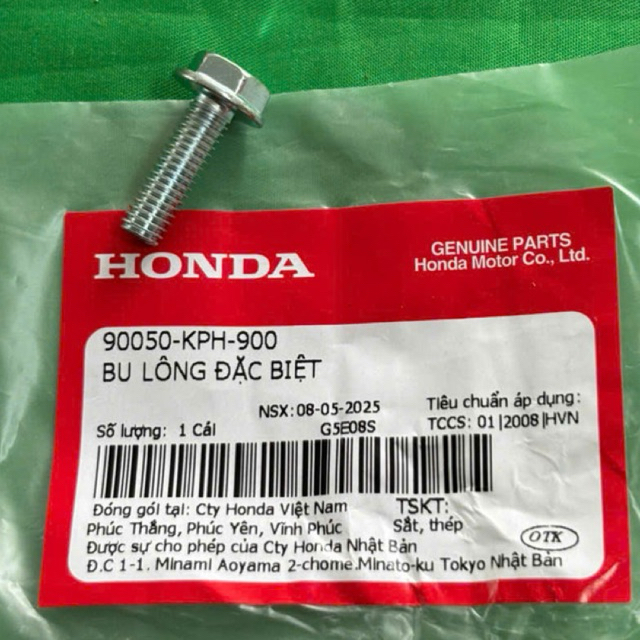 HONDA
GENUINE PARTS
Honda Motor Co., Ltd.
90050-KPH-900
BU LÔNG ĐẶC BIỆT
NSX: 08-05-2025
Tiêu chuẩn áp dụng:
Số lượng: 1 Cái
G5E08S
TCCS: 01|2008|HVN
Đóng gói tại: Cty Honda Việt Nam
TSKT:
Phúc Thắng, Phúc Yên, Vĩnh Phúc
Sắt, thép
Được sự cho phép của Cty Honda Nhật Bản
OTK
Đ.C 1-1. Minami Aoyama 2-chome.Minato-ku Tokyo Nhật Bản